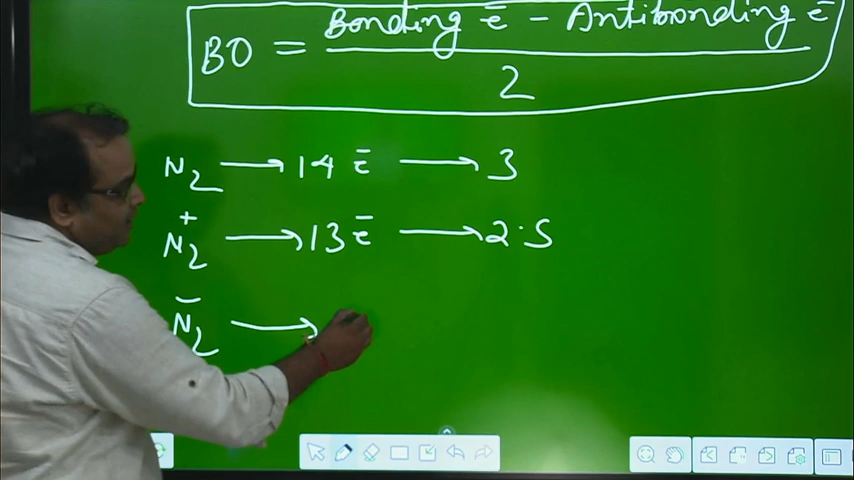 BO = Bonding ē - Antibonding ē / 2
N₂ → 14 ē → 3
N₂⁺ → 13 ē → 2.5
N₂⁻ →